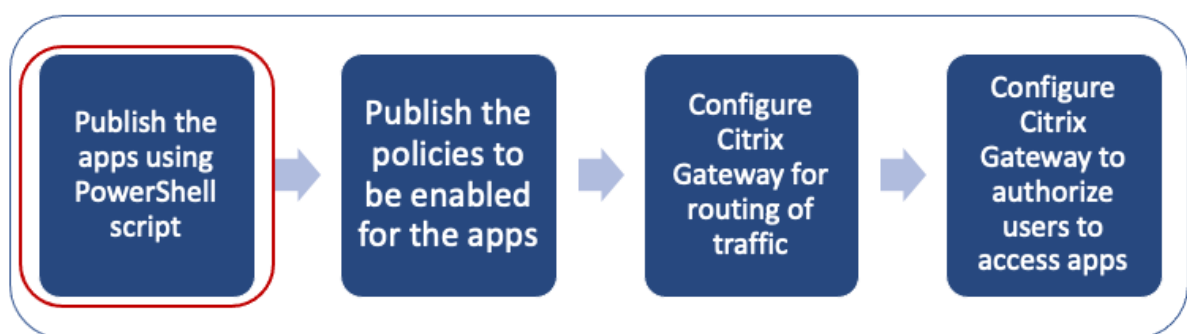 Publish the
apps using
PowerShell
script
Publish the
policies to
be enabled
for the apps
Configure
Citrix
Gateway for
routing of
traffic
Configure
Citrix
Gateway to
authorize
users to
access apps